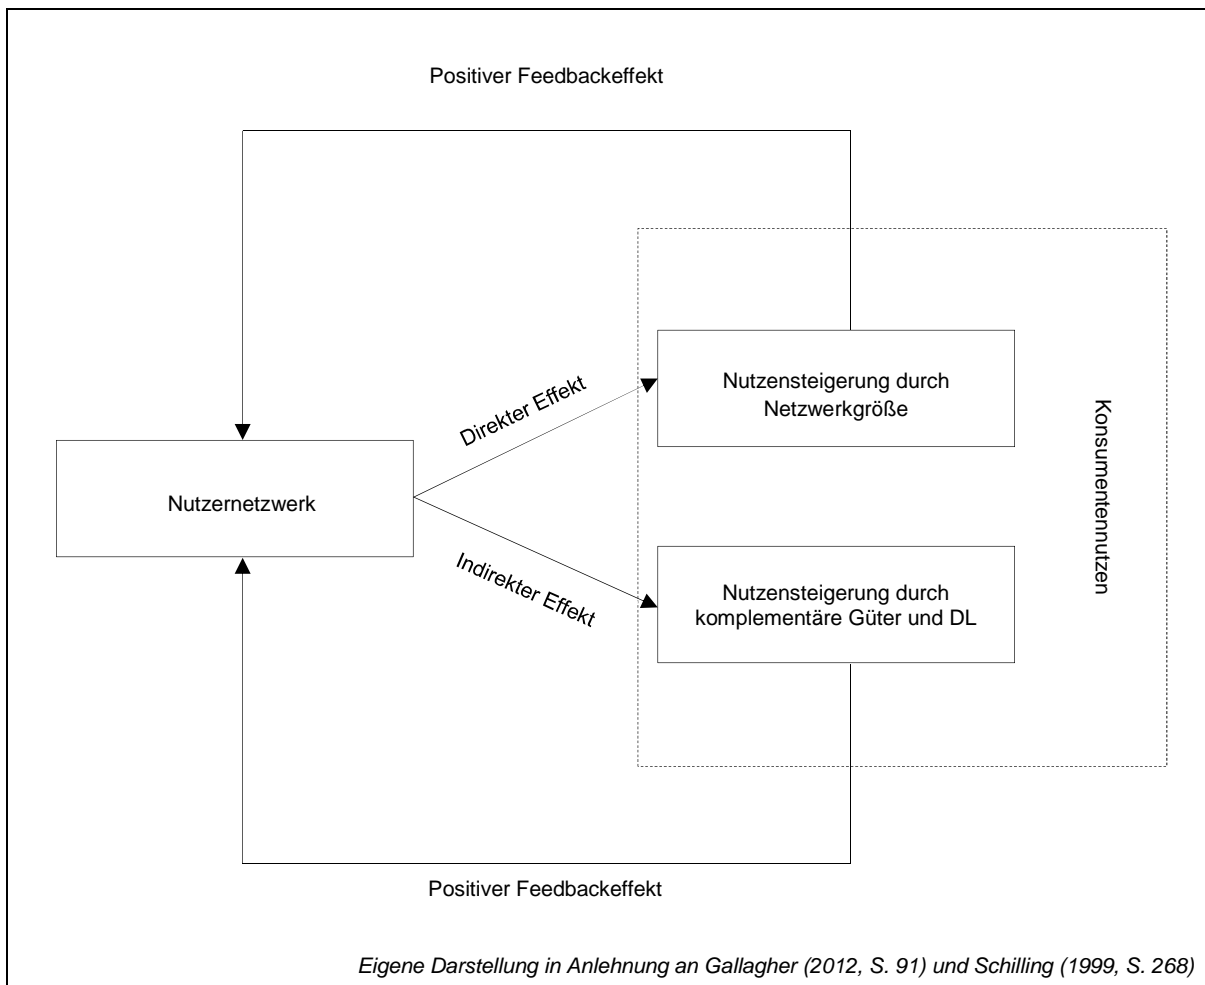 Positiver Feedbackeffekt
Direkter Effekt
Nutzensteigerung durch
Netzwerkgröße
Konsumentennutzen
Nutzernetzwerk
Indirekter Effekt
Nutzensteigerung durch
komplementäre Güter und DL
Positiver Feedbackeffekt
Eigene Darstellung in Anlehnung an Gallagher (2012, S. 91) und Schilling (1999, S. 268)